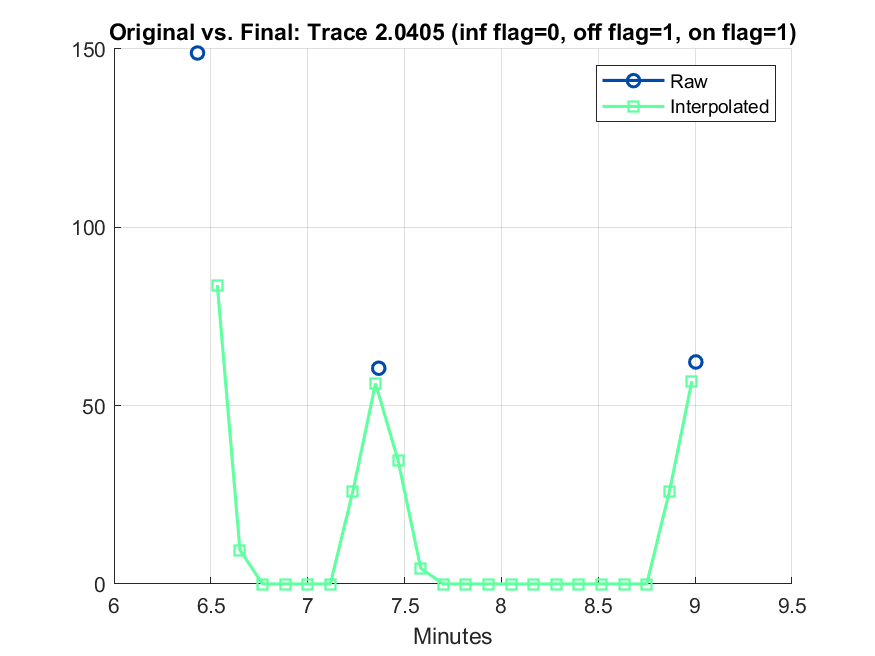 Original vs. Final: Trace 2.0405 (inf flag=0, off flag=1, on flag=1)
150
Raw
Interpolated
100
50
0
6 6.5 7 7.5 8 8.5 9 9.5
Minutes